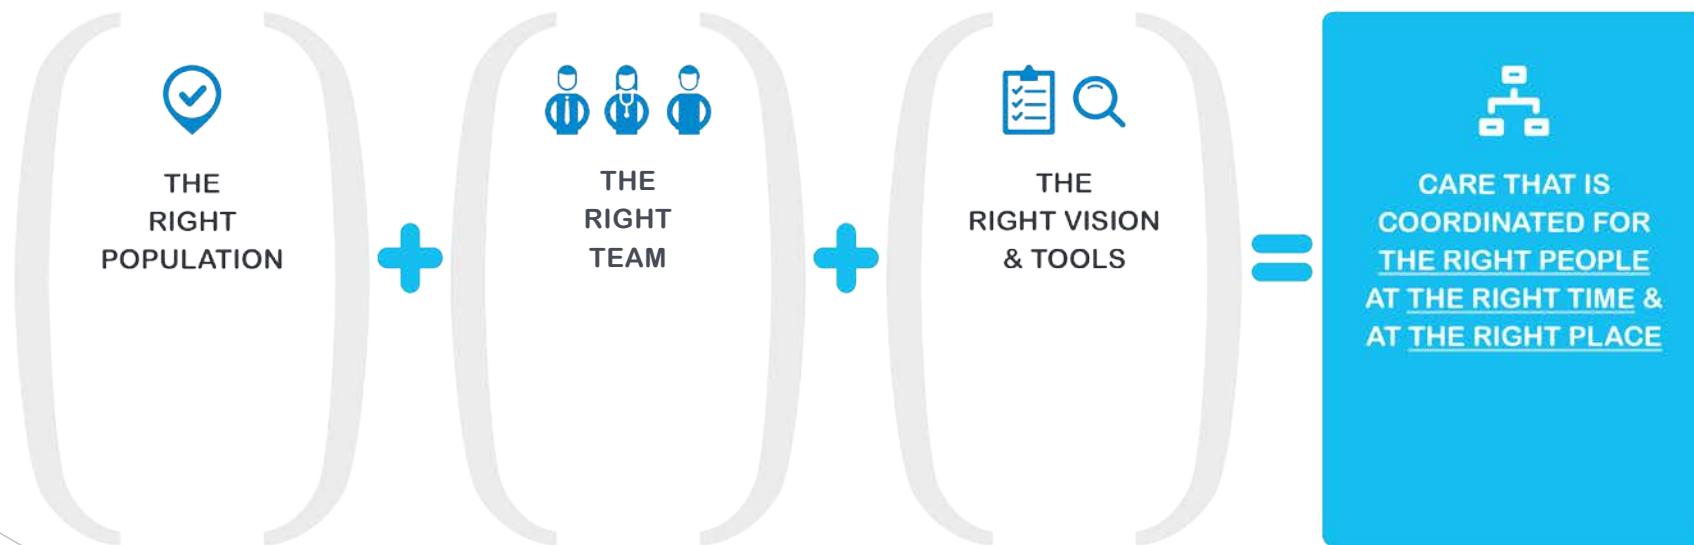 THE
RIGHT
POPULATION
THE
RIGHT
TEAM
THE
RIGHT VISION
& TOOLS
CARE THAT IS
COORDINATED FOR
THE RIGHT PEOPLE
AT THE RIGHT TIME &
AT THE RIGHT PLACE